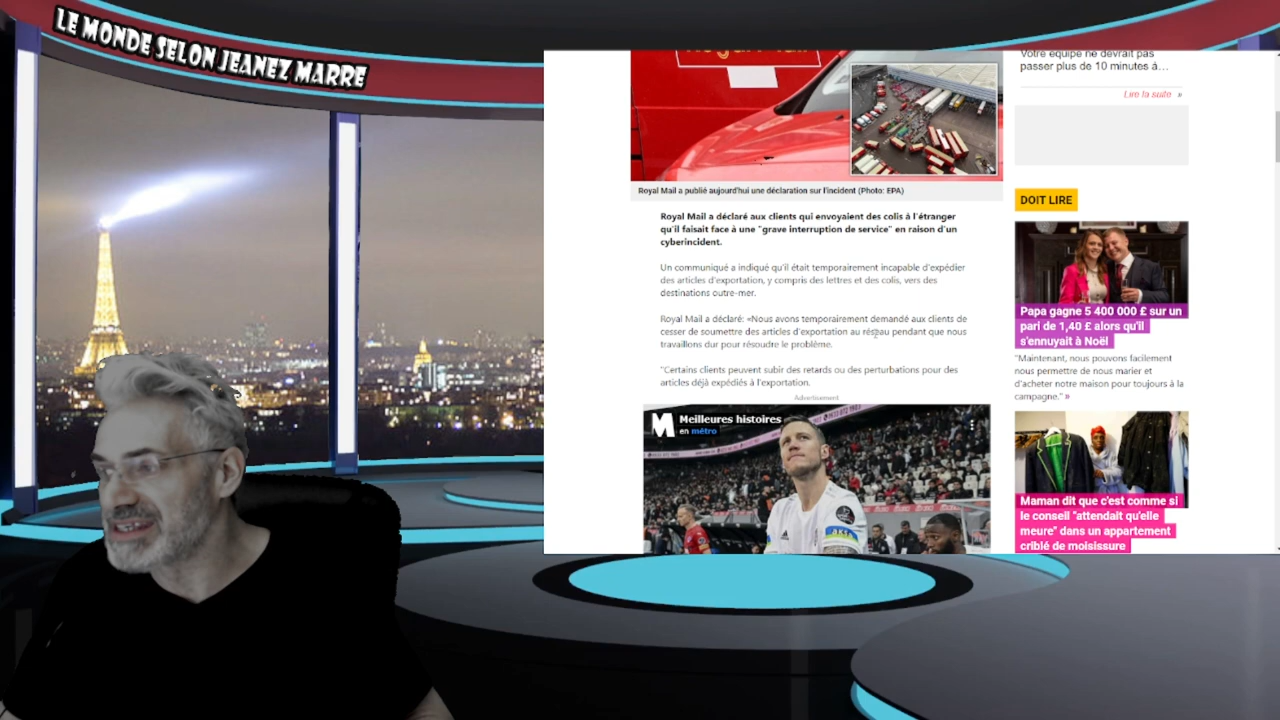 LE MONDE SELON JEANEZ MARRE
Royal Mail a publié aujourd'hui une déclaration sur l'incident (Photo: EPA)
Royal Mail a déclaré aux clients qui envoyaient des colis à l'étranger
qu'il faisait face à une "grave interruption de service" en raison d'un
cyberincident.
Un communiqué a indiqué qu'il était temporairement incapable d'expédier
des articles d'exportation, y compris des lettres et des colis, vers des
destinations outre-mer.
Royal Mail a déclaré: «Nous avons temporairement demandé aux clients de
cesser de soumettre des articles d'exportation au réseau pendant que nous
travaillons dur pour résoudre le problème.
"Certains clients peuvent subir des retards ou des perturbations pour des
articles déjà expédiés à l'exportation.
Advertisement
M Meilleures histoires
en métro
AKIA
Votre équipe ne devrait pas
passer plus de 10 minutes à…
Lire la suite »
DOIT LIRE
Papa gagne 5 400 000 £ sur un
pari de 1,40 £ alors qu'il
s'ennuyait à Noël
"Maintenant, nous pouvons facilement
nous permettre de nous marier et
d'acheter notre maison pour toujours à la
campagne." »
Maman dit que c'est comme si
le conseil "attendait qu'elle
meure" dans un appartement
criblé de moisissure